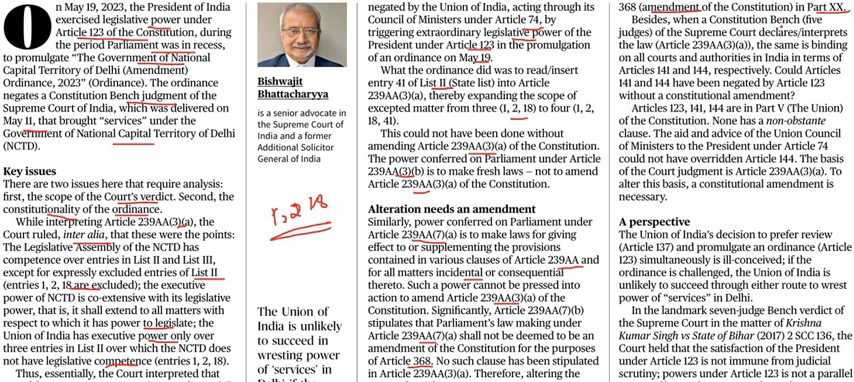 On May 19, 2023, the President of India
exercised legislative power under
Article 123 of the Constitution, during
the period Parliament was in recess,
to promulgate “The Government of National
Capital Territory of Delhi (Amendment)
Ordinance, 2023” (Ordinance). The ordinance
negates a Constitution Bench judgment of the
Supreme Court of India, which was delivered on
May 11, that brought “services” under the
Government of National Capital Territory of Delhi
(NCTD).
Key issues
There are two issues here that require analysis:
first, the scope of the Court’s verdict. Second, the
constitutionality of the ordinance.
While interpreting Article 239AA(3)(a), the
Court ruled, inter alia, that these were the points:
The Legislative Assembly of the NCTD has
competence over entries in List II and List III,
except for expressly excluded entries of List II
(entries 1, 2, 18 are excluded); the executive
power of NCTD is co-extensive with its legislative
power, that is, it shall extend to all matters with
respect to which it has power to legislate; the
Union of India has executive power only over
three entries in List II over which the NCTD does
not have legislative competence (entries 1, 2, 18).
Thus, essentially, the Court interpreted that
Bishwajit
Bhattacharyya
is a senior advocate in
the Supreme Court of
India and a former
Additional Solicitor
General of India
1, 2 18
The Union of
India is unlikely
to succeed in
wresting power
of ‘services’ in
Delhi if the
negated by the Union of India, acting through its
Council of Ministers under Article 74, by
triggering extraordinary legislative power of the
President under Article 123 in the promulgation
of an ordinance on May 19.
What the ordinance did was to read/insert
entry 41 of List II (State list) into Article
239AA(3)(a), thereby expanding the scope of
excepted matter from three (1, 2, 18) to four (1, 2,
18, 41).
This could not have been done without
amending Article 239AA(3)(a) of the Constitution.
The power conferred on Parliament under Article
239AA(3)(b) is to make fresh laws – not to amend
Article 239AA(3)(a) of the Constitution.
Alteration needs an amendment
Similarly, power conferred on Parliament under
Article 239AA(7)(a) is to make laws for giving
effect to or supplementing the provisions
contained in various clauses of Article 239AA and
for all matters incidental or consequential
thereto. Such a power cannot be pressed into
action to amend Article 239AA(3)(a) of the
Constitution. Significantly, Article 239AA(7)(b)
stipulates that Parliament’s law making under
Article 239AA(7)(a) shall not be deemed to be an
amendment of the Constitution for the purposes
of Article 368. No such clause has been stipulated
in Article 239AA(3)(a). Therefore, altering the
368 (amendment of the Constitution) in Part XX.
Besides, when a Constitution Bench (five
judges) of the Supreme Court declares/interprets
the law (Article 239AA(3)(a)), the same is binding
on all courts and authorities in India in terms of
Articles 141 and 144, respectively. Could Articles
141 and 144 have been negated by Article 123
without a constitutional amendment?
Articles 123, 141, 144 are in Part V (The Union)
of the Constitution. None has a non-obstante
clause. The aid and advice of the Union Council
of Ministers to the President under Article 74
could not have overridden Article 144. The basis
of the Court judgment is Article 239AA(3)(a). To
alter this basis, a constitutional amendment is
necessary.
A perspective
The Union of India’s decision to prefer review
(Article 137) and promulgate an ordinance (Article
123) simultaneously is ill-conceived; if the
ordinance is challenged, the Union of India is
unlikely to succeed through either route to wrest
power of “services” in Delhi.
In the landmark seven-judge Bench verdict of
the Supreme Court in the matter of Krishna
Kumar Singh vs State of Bihar (2017) 2 SCC 136, the
Court held that the satisfaction of the President
under Article 123 is not immune from judicial
scrutiny; powers under Article 123 is not a parallel